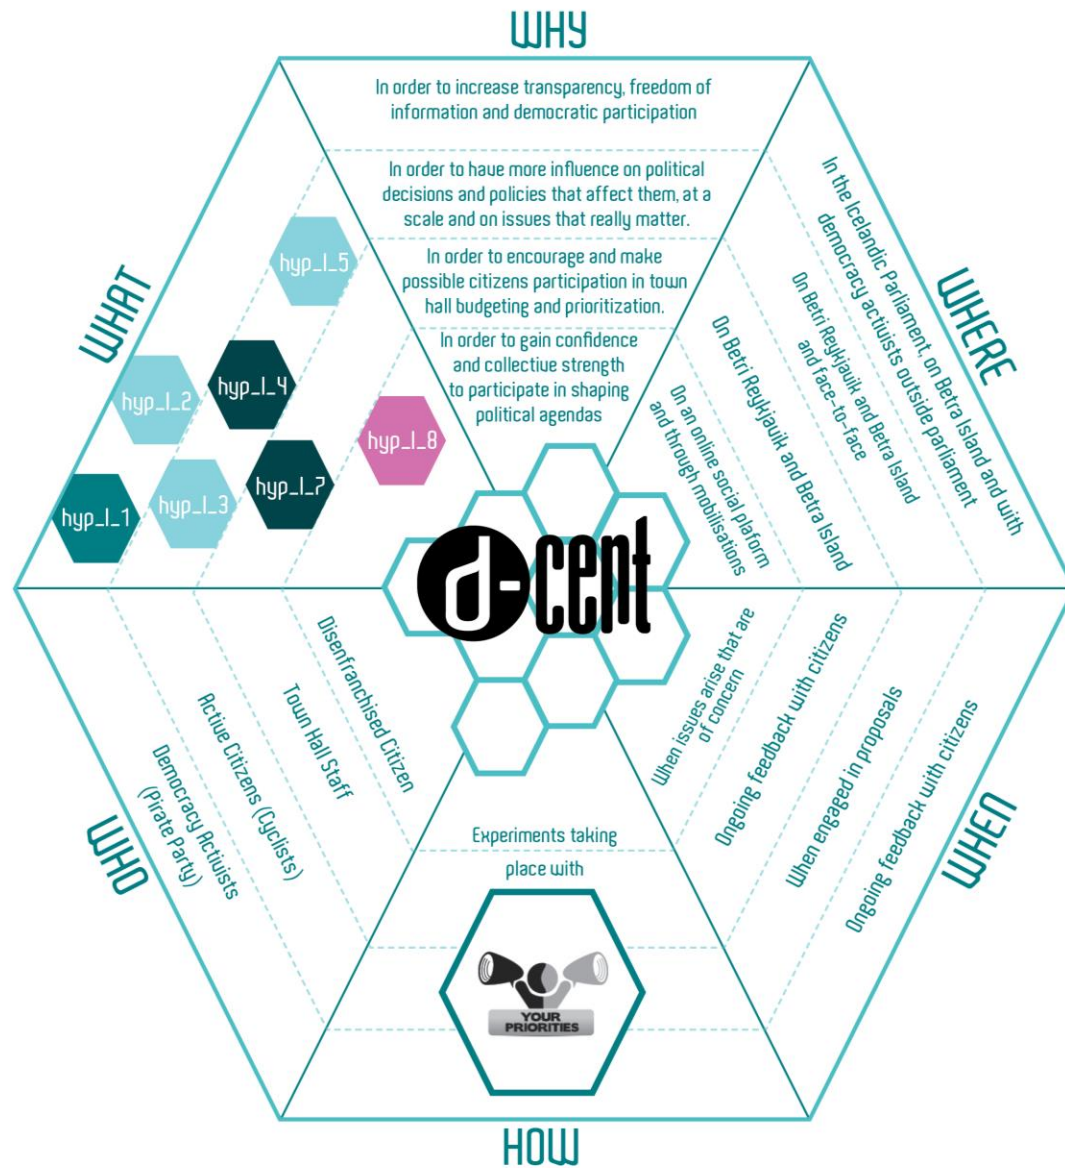 WHY
In order to increase transparency, freedom of
information and democratic participation
In order to have more influence on political
decisions and policies that affect them, at a
scale and on issues that really matter.
In order to encourage and make
possible citizens participation in town
hall budgeting and prioritization.
In order to gain confidence
and collective strength
to participate in shaping
political agendas
WHERE
In the Icelandic Parliament, on Betra Island and with
democracy activists outside parliament
On Betri Reykjavik and Betra Island
and face-to-face
On Betri Reykjavik and Betra Island
On an online social plaform
and through mobilisations
WHAT
hyp_1_5
hyp_1_4
hyp_1_2
hyp_1_8
hyp_1_7
hyp_1_3
hyp_1_1
d-cent
WHO
Disenfranchised Citizen
Town Hall Staff
Active Citizens (Cyclists)
Democracy Activists
(Pirate Party)
WHEN
When issues arise that are
of concern
Ongoing feedback with citizens
When engaged in proposals
Ongoing feedback with citizens
Experiments taking
place with
YOUR
PRIORITIES
HOW